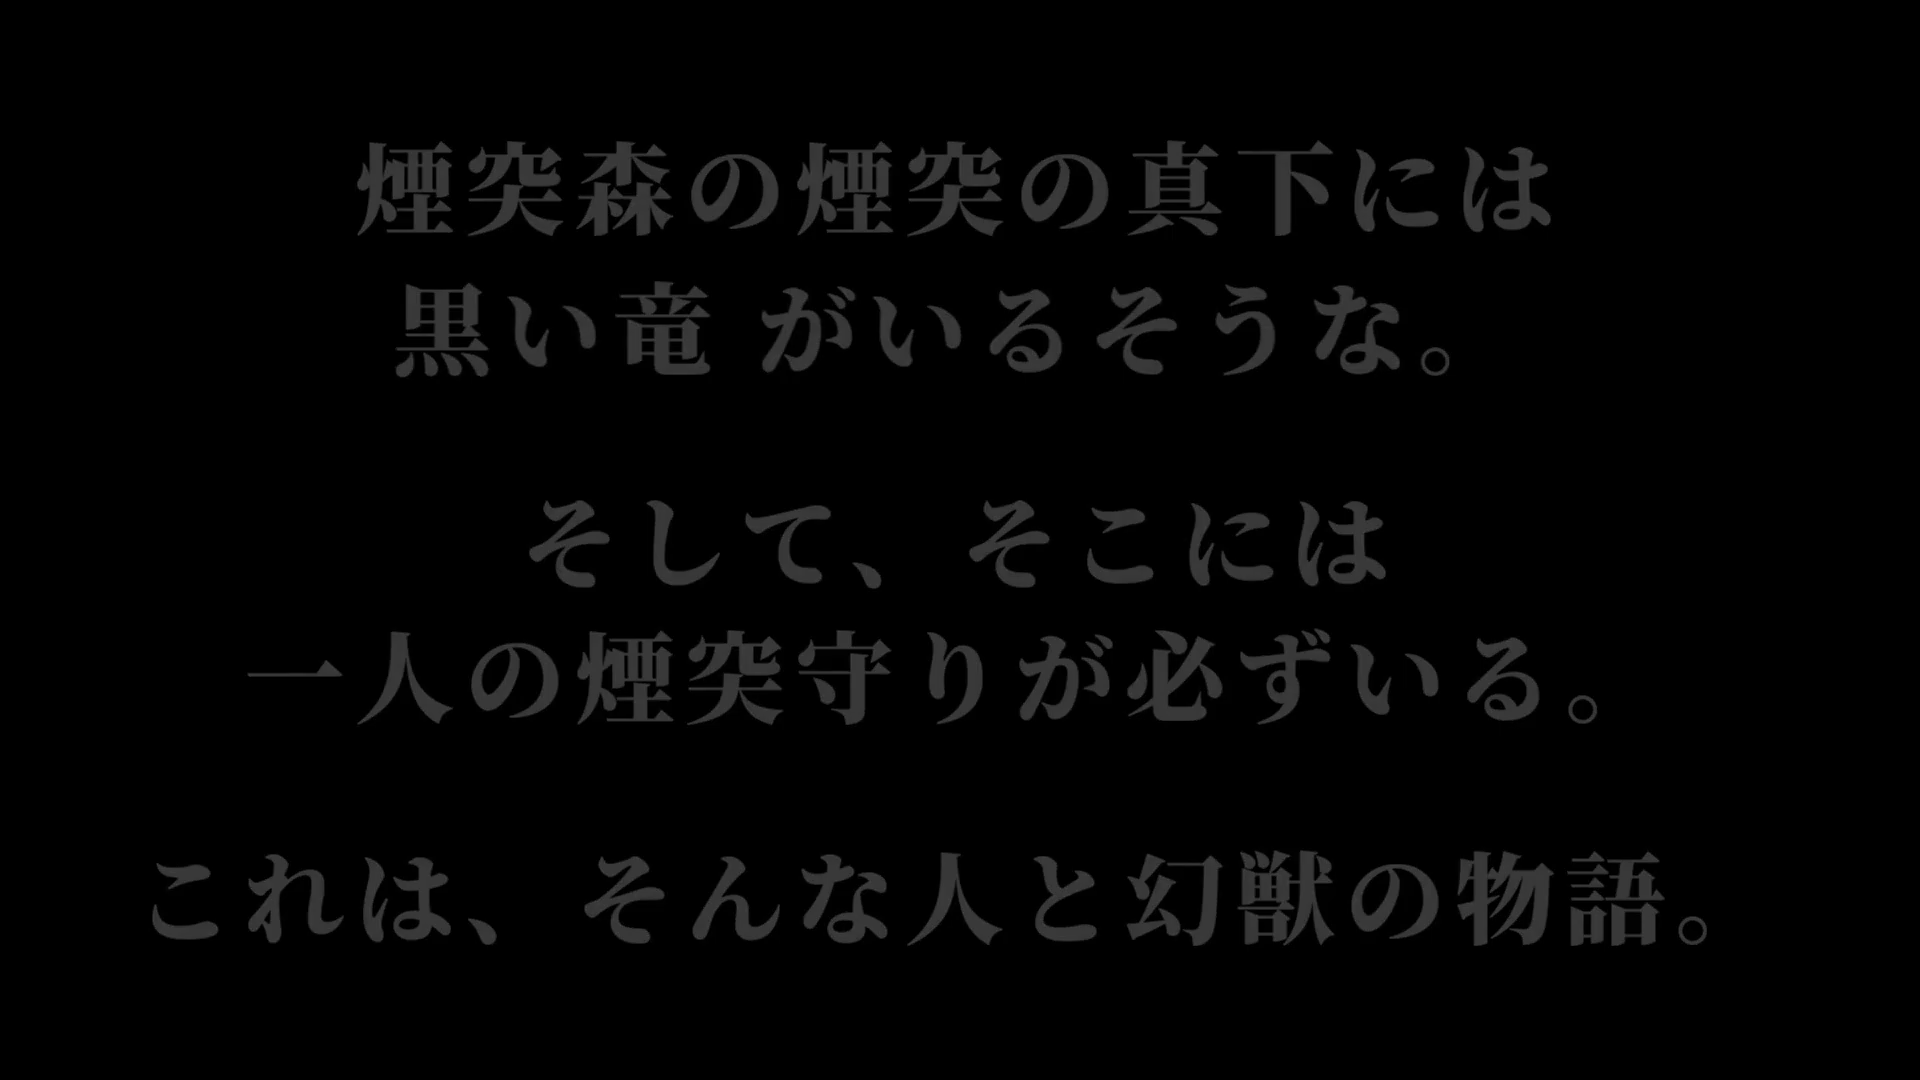 煙突森の煙突の真下には
黒い竜 がいるそうな。
そして、そこには
一人の煙突守りが必ずいる。
これは、そんな人と幻獣の物語。